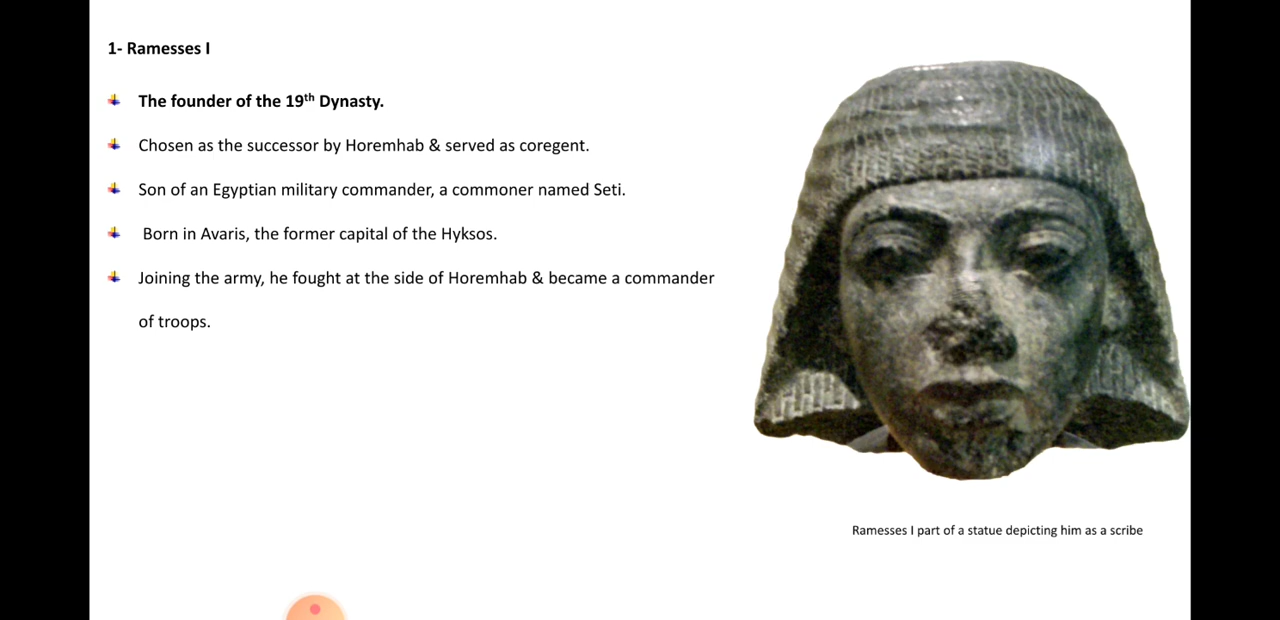 1- Ramesses I
The founder of the 19th Dynasty.
Chosen as the successor by Horemhab & served as coregent.
Son of an Egyptian military commander, a commoner named Seti.
Born in Avaris, the former capital of the Hyksos.
Joining the army, he fought at the side of Horemhab & became a commander
of troops.
Ramesses I part of a statue depicting him as a scribe